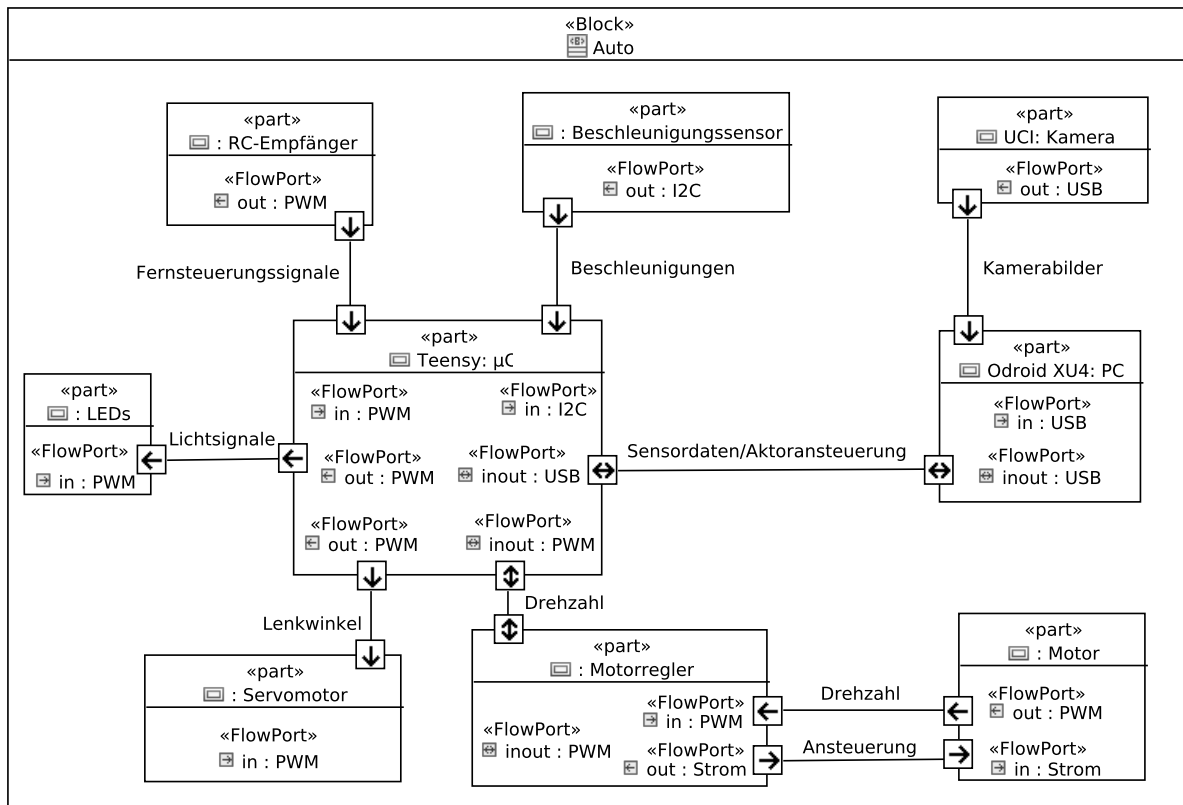 «Block»
Auto
«part»
: RC-Empfänger
«FlowPort»
out : PWM
«part»
: Beschleunigungssensor
«FlowPort»
out : I2C
«part»
UCI: Kamera
«FlowPort»
out : USB
Fernsteuerungssignale
Beschleunigungen
Kamerabilder
«part»
Teensy: µC
«FlowPort»
in : PWM
«FlowPort»
in : I2C
«FlowPort»
out : PWM
«FlowPort»
inout : USB
«FlowPort»
out : PWM
«FlowPort»
inout : PWM
«part»
Odroid XU4: PC
«FlowPort»
in : USB
«FlowPort»
inout : USB
«part»
: LEDs
«FlowPort»
in : PWM
Lichtsignale
Sensordaten/Aktoransteuerung
Lenkwinkel
Drehzahl
«part»
: Servomotor
«FlowPort»
in : PWM
«part»
: Motorregler
«FlowPort»
in : PWM
«FlowPort»
inout : PWM
«FlowPort»
out : Strom
Drehzahl
Ansteuerung
«part»
: Motor
«FlowPort»
out : PWM
«FlowPort»
in : Strom